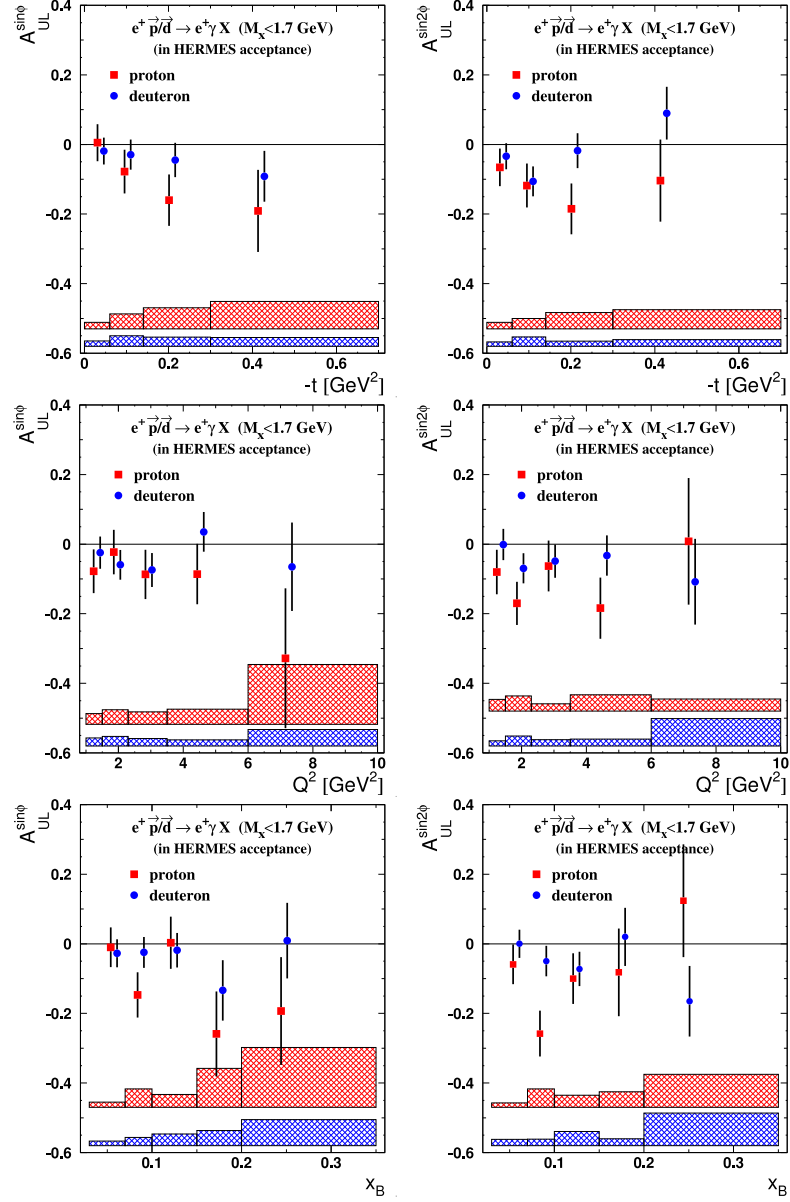 A_UL^sinϕ
e⁺ p⃗/d⃗ → e⁺ γ X (Mₓ<1.7 GeV)
(in HERMES acceptance)
proton
deuteron
0.4
0.2
0
-0.2
-0.4
-0.6
0 0.2 0.4 0.6
-t [GeV²]
A_UL^sin2ϕ
e⁺ p⃗/d⃗ → e⁺ γ X (Mₓ<1.7 GeV)
(in HERMES acceptance)
proton
deuteron
0.4
0.2
0
-0.2
-0.4
-0.6
0 0.2 0.4 0.6
-t [GeV²]
A_UL^sinϕ
e⁺ p⃗/d⃗ → e⁺ γ X (Mₓ<1.7 GeV)
(in HERMES acceptance)
proton
deuteron
0.4
0.2
0
-0.2
-0.4
-0.6
2 4 6 8 10
Q² [GeV²]
A_UL^sin2ϕ
e⁺ p⃗/d⃗ → e⁺ γ X (Mₓ<1.7 GeV)
(in HERMES acceptance)
proton
deuteron
0.4
0.2
0
-0.2
-0.4
-0.6
2 4 6 8 10
Q² [GeV²]
A_UL^sinϕ
e⁺ p⃗/d⃗ → e⁺ γ X (Mₓ<1.7 GeV)
(in HERMES acceptance)
proton
deuteron
0.4
0.2
0
-0.2
-0.4
-0.6
0.1 0.2 0.3
x_B
A_UL^sin2ϕ
e⁺ p⃗/d⃗ → e⁺ γ X (Mₓ<1.7 GeV)
(in HERMES acceptance)
proton
deuteron
0.4
0.2
0
-0.2
-0.4
-0.6
0.1 0.2 0.3
x_B